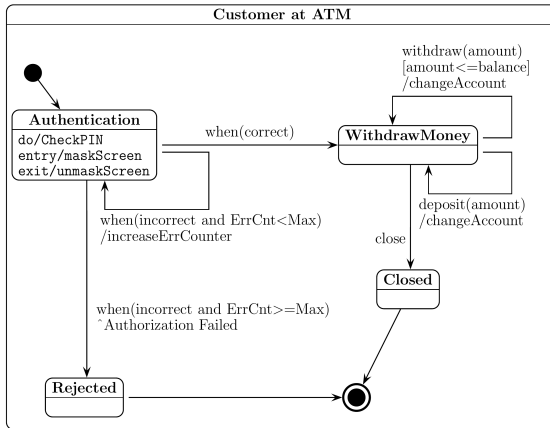 Customer at ATM
withdraw(amount)
[amount<=balance]
/changeAccount
Authentication
do/CheckPIN
entry/maskScreen
exit/unmaskScreen
when(correct)
WithdrawMoney
when(incorrect and ErrCnt<Max)
/increaseErrCounter
deposit(amount)
/changeAccount
close
Closed
when(incorrect and ErrCnt>=Max)
^Authorization Failed
Rejected